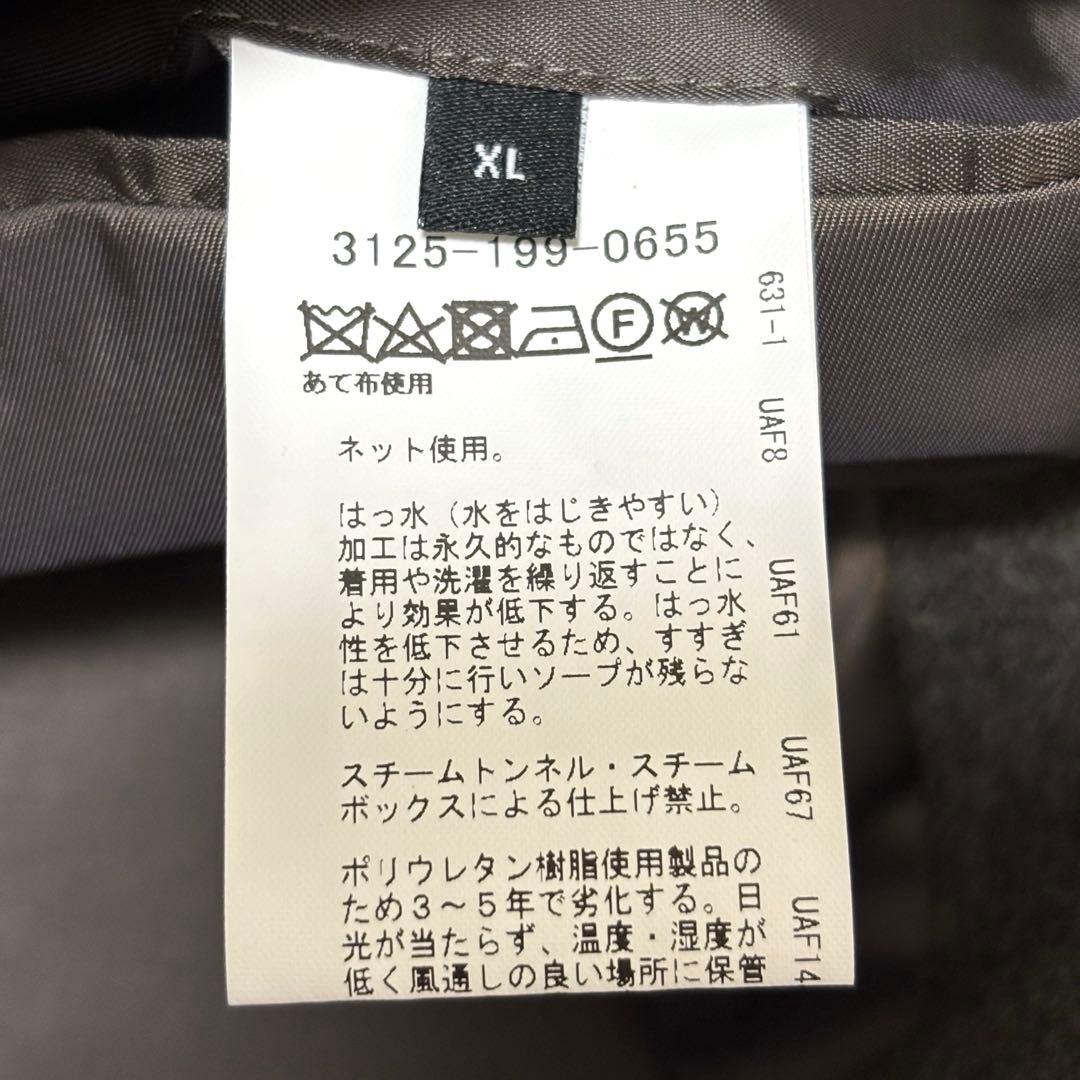 XL
3125-199-0655
F
W
あて布使用
ネット使用。
はっ水（水をはじきやすい）
加工は永久的なものではなく、
着用や洗濯を繰り返すことに
より効果が低下する。はっ水
性を低下させるため、すすぎ
は十分に行いソープが残らな
いようにする。
スチームトンネル・スチーム
ボックスによる仕上げ禁止。
ポリウレタン樹脂使用製品の
ため3～5年で劣化する。日
光が当たらず、温度・湿度が
低く風通しの良い場所に保管
631-1
UAF8
UAF61
UAF67
UAF14